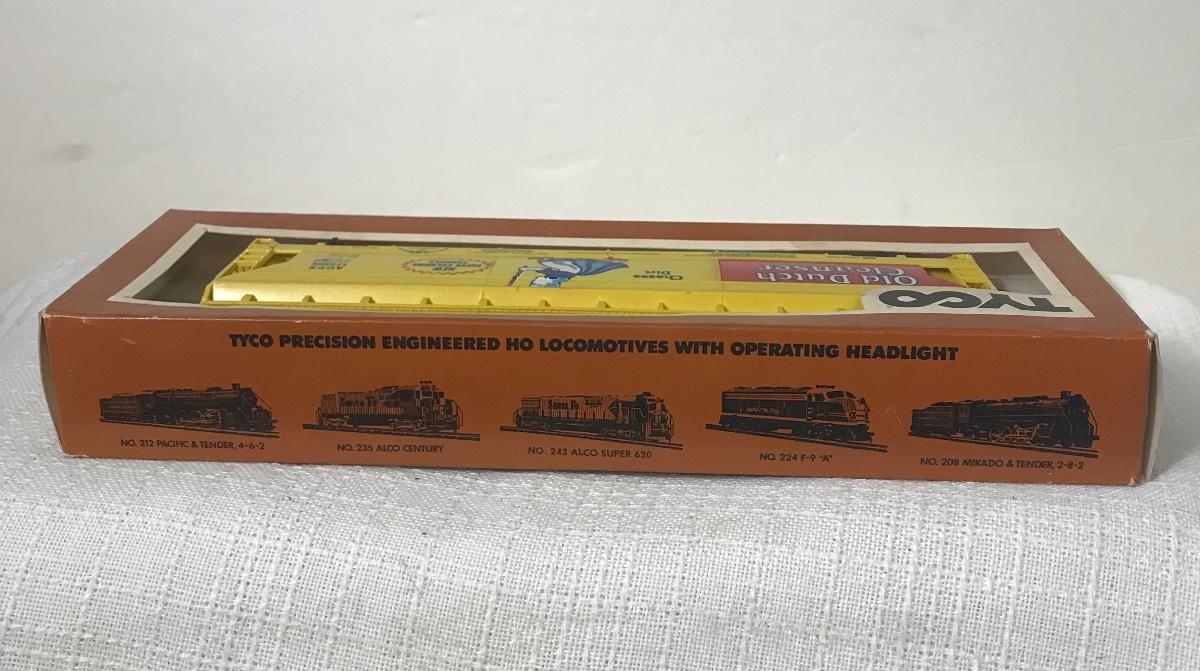 Old Dutch
Cleanser
Chases
Dirt
NEW
ACFX
TYCO
TYCO PRECISION ENGINEERED HO LOCOMOTIVES WITH OPERATING HEADLIGHT
NO. 212 PACIFIC & TENDER, 4-6-2
NO. 235 ALCO CENTURY
NO. 243 ALCO SUPER 630
NO. 224 F-9 "A"
NO. 208 MIKADO & TENDER, 2-8-2